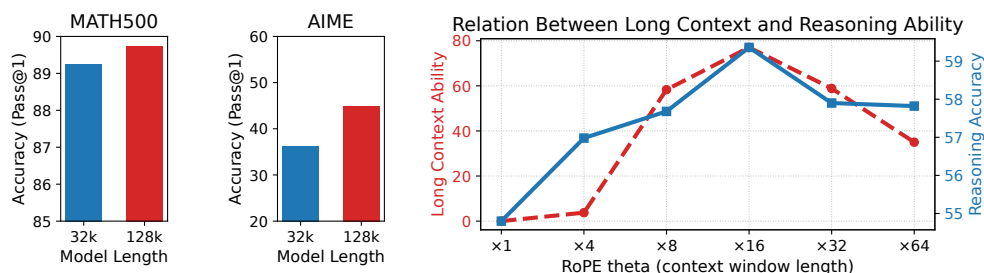 MATH500
Accuracy (Pass@1)
90
89
88
87
86
85
32k 128k
Model Length
AIME
Accuracy (Pass@1)
60
50
40
30
20
32k 128k
Model Length
Relation Between Long Context and Reasoning Ability
Long Context Ability
80
60
40
20
0
×1 ×4 ×8 ×16 ×32 ×64
RoPE theta (context window length)
59
58
57
56
55
Reasoning Accuracy